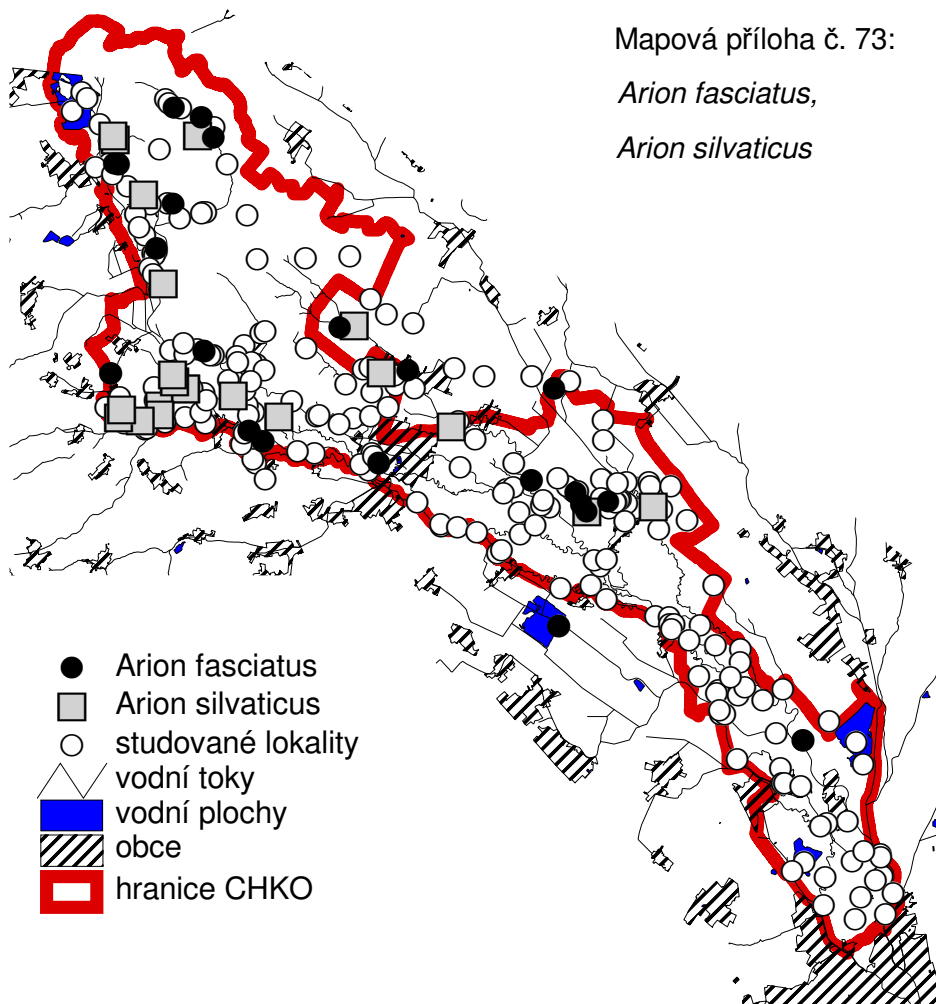 Mapová příloha č. 73:
Arion fasciatus,
Arion silvaticus
Arion fasciatus
Arion silvaticus
studované lokality
vodní toky
vodní plochy
obce
hranice CHKO